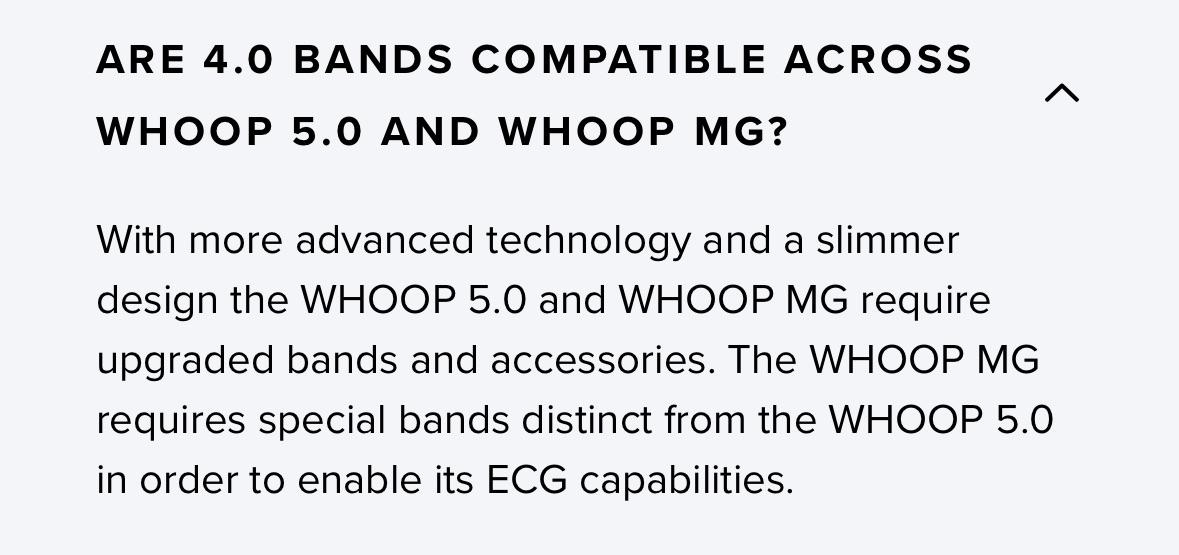 ARE 4.0 BANDS COMPATIBLE ACROSS
WHOOP 5.0 AND WHOOP MG?
With more advanced technology and a slimmer
design the WHOOP 5.0 and WHOOP MG require
upgraded bands and accessories. The WHOOP MG
requires special bands distinct from the WHOOP 5.0
in order to enable its ECG capabilities.